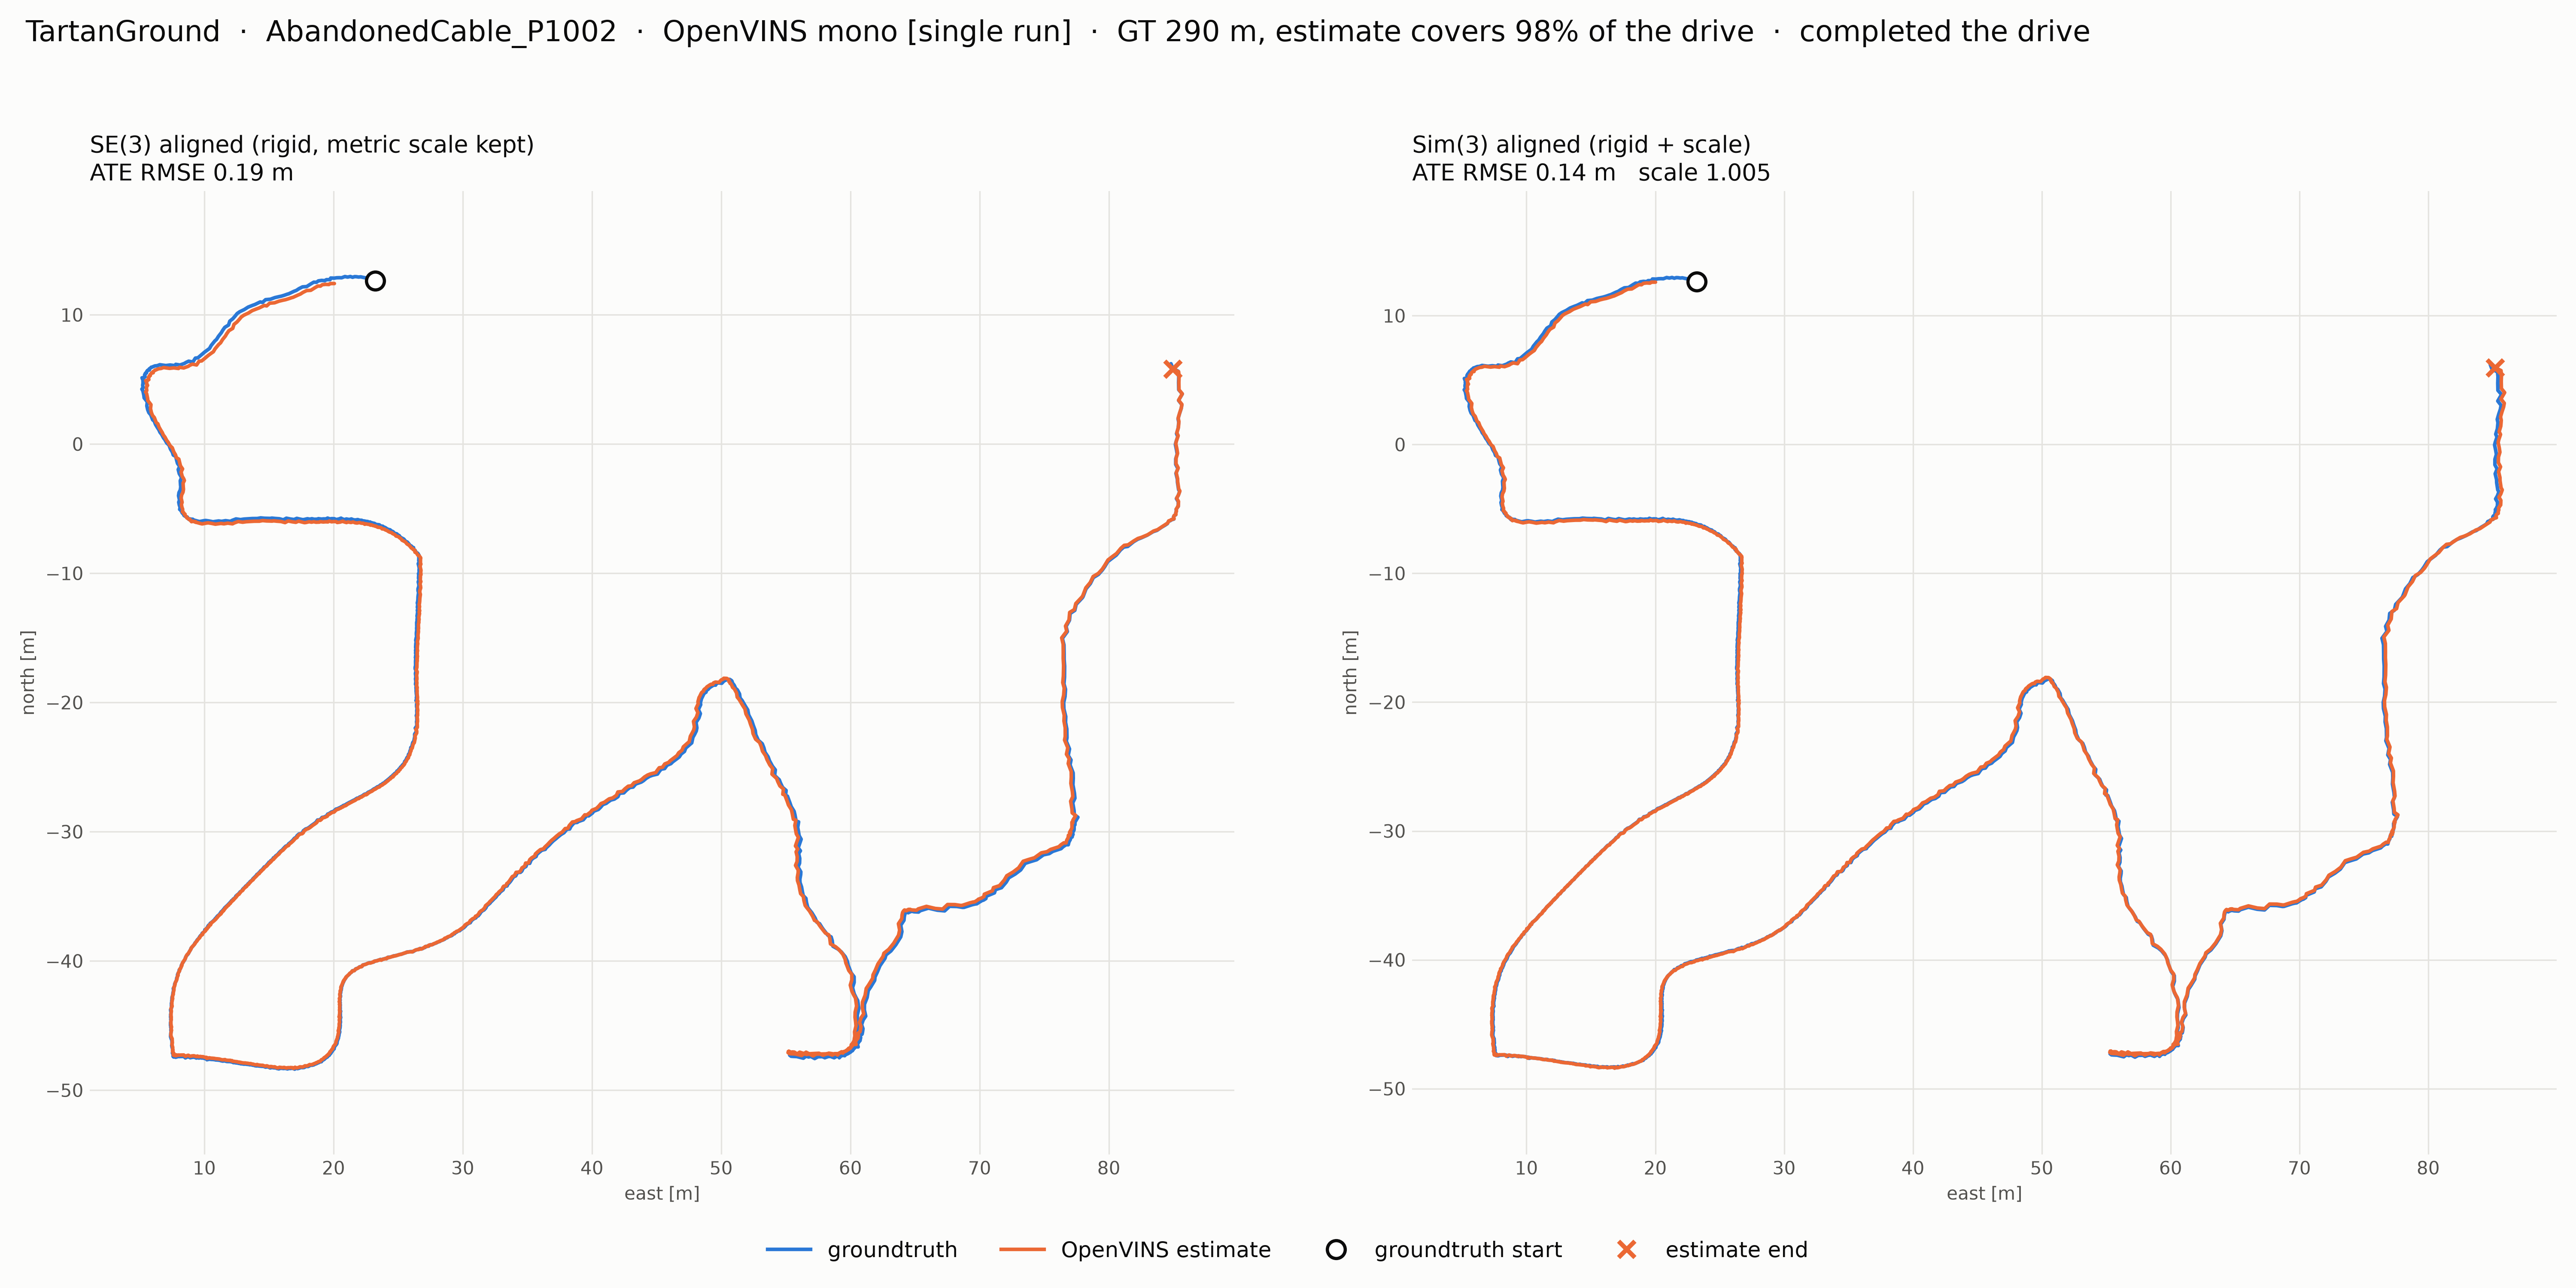 TartanGround · AbandonedCable_P1002 · OpenVINS mono [single run] · GT 290 m, estimate covers 98% of the drive · completed the drive
SE(3) aligned (rigid, metric scale kept)
ATE RMSE 0.19 m
10
0
−10
−20
−30
−40
−50
north [m]
10 20 30 40 50 60 70 80
east [m]
Sim(3) aligned (rigid + scale)
ATE RMSE 0.14 m scale 1.005
10
0
−10
−20
−30
−40
−50
north [m]
10 20 30 40 50 60 70 80
east [m]
groundtruth OpenVINS estimate groundtruth start estimate end